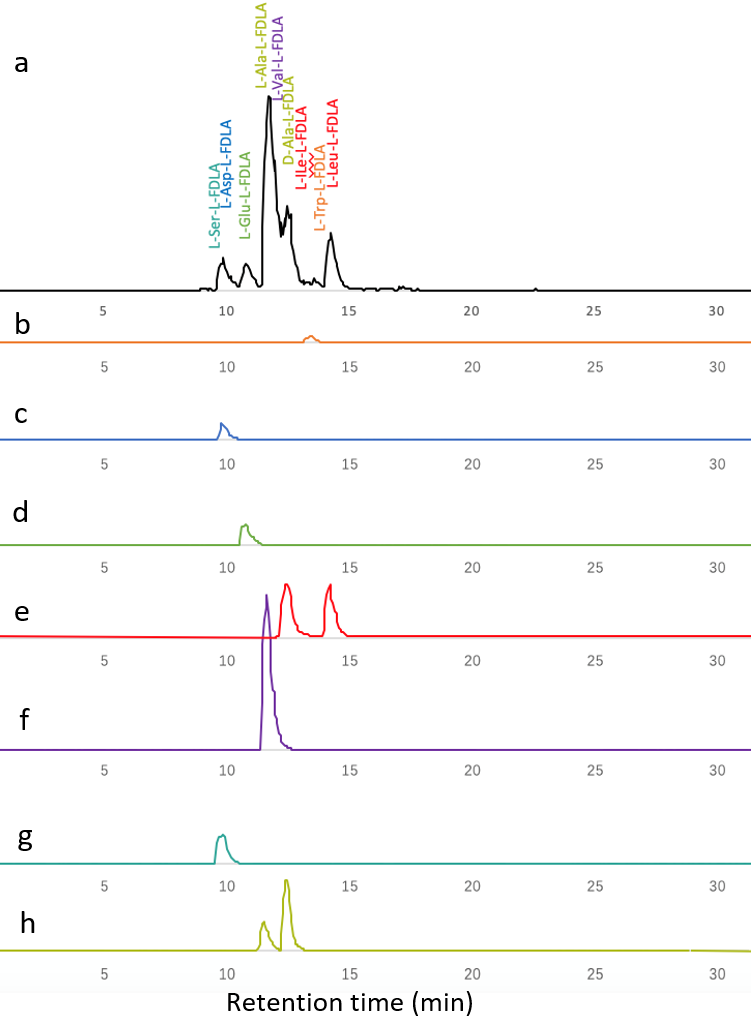 a
L-Ser-L-FDLA
L-Asp-L-FDLA
L-Glu-L-FDLA
L-Ala-L-FDLA
L-Val-L-FDLA
D-Ala-L-FDLA
L-ILe-L-FDLA
L-Trp-L-FDLA
L-Leu-L-FDLA
5 10 15 20 25 30
b
5 10 15 20 25 30
c
5 10 15 20 25 30
d
5 10 15 20 25 30
e
5 10 15 20 25 30
f
5 10 15 20 25 30
g
5 10 15 20 25 30
h
5 10 15 20 25 30
Retention time (min)